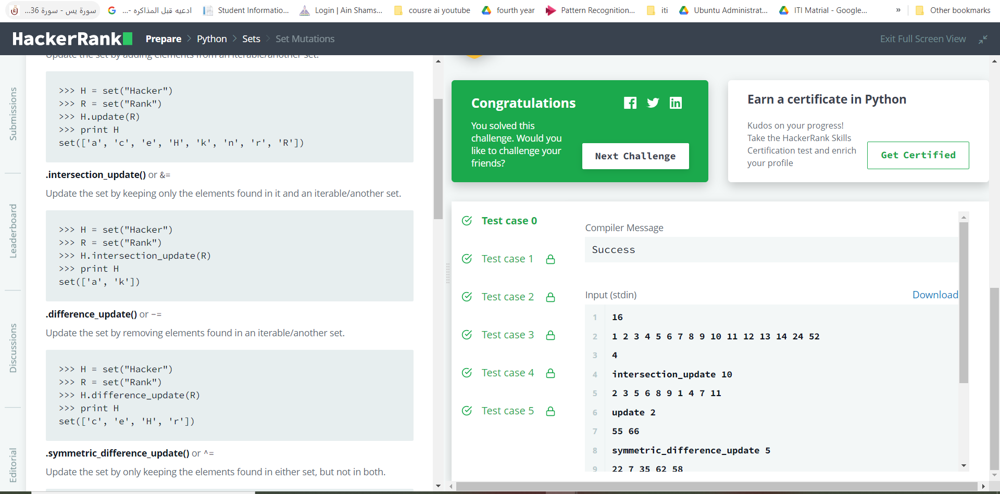 سورة يس - سورة 36...
ادعيه قبل المذاكره -...
Student Informatio...
Login | Ain Shams...
cousre ai youtube
fourth year
Pattern Recognition...
iti
Ubuntu Administrat...
ITI Matrial - Google...
»
Other bookmarks
HackerRank
Prepare > Python > Sets > Set Mutations
Exit Full Screen View
Submissions
Leaderboard
Discussions
Editorial
Update the set by adding elements from an iterable/another set.
>>> H = set("Hacker")
>>> R = set("Rank")
>>> H.update(R)
>>> print H
set(['a', 'c', 'e', 'H', 'k', 'n', 'r', 'R'])
.intersection_update() or &=
Update the set by keeping only the elements found in it and an iterable/another set.
>>> H = set("Hacker")
>>> R = set("Rank")
>>> H.intersection_update(R)
>>> print H
set(['a', 'k'])
.difference_update() or -=
Update the set by removing elements found in an iterable/another set.
>>> H = set("Hacker")
>>> R = set("Rank")
>>> H.difference_update(R)
>>> print H
set(['c', 'e', 'H', 'r'])
.symmetric_difference_update() or ^=
Update the set by only keeping the elements found in either set, but not in both.
Congratulations
You solved this
challenge. Would you
like to challenge your
friends?
Next Challenge
Earn a certificate in Python
Kudos on your progress!
Take the HackerRank Skills
Certification test and enrich
your profile
Get Certified
Test case 0
Test case 1
Test case 2
Test case 3
Test case 4
Test case 5
Compiler Message
Success
Input (stdin)
Download
1 16
2 1 2 3 4 5 6 7 8 9 10 11 12 13 14 24 52
3 4
4 intersection_update 10
5 2 3 5 6 8 9 1 4 7 11
6 update 2
7 55 66
8 symmetric_difference_update 5
9 22 7 35 62 58